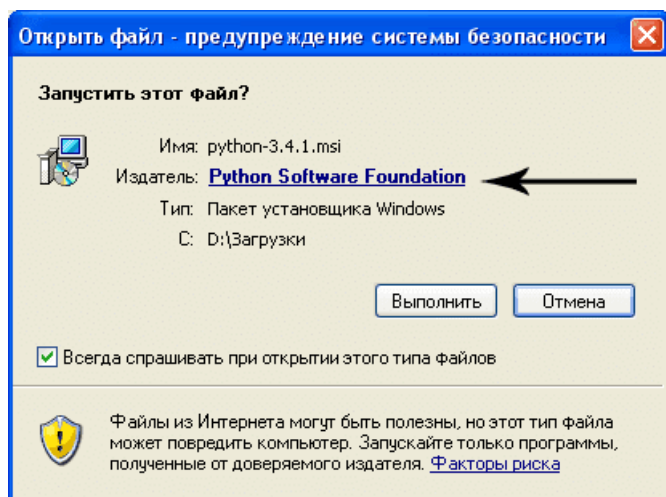 Открыть файл - предупреждение системы безопасности
Запустить этот файл?
Имя: python-3.4.1.msi
Издатель: Python Software Foundation
Тип: Пакет установщика Windows
С: D:\Загрузки
Выполнить Отмена
Всегда спрашивать при открытии этого типа файлов
Файлы из Интернета могут быть полезны, но этот тип файла
может повредить компьютер. Запускайте только программы,
полученные от доверяемого издателя. Факторы риска